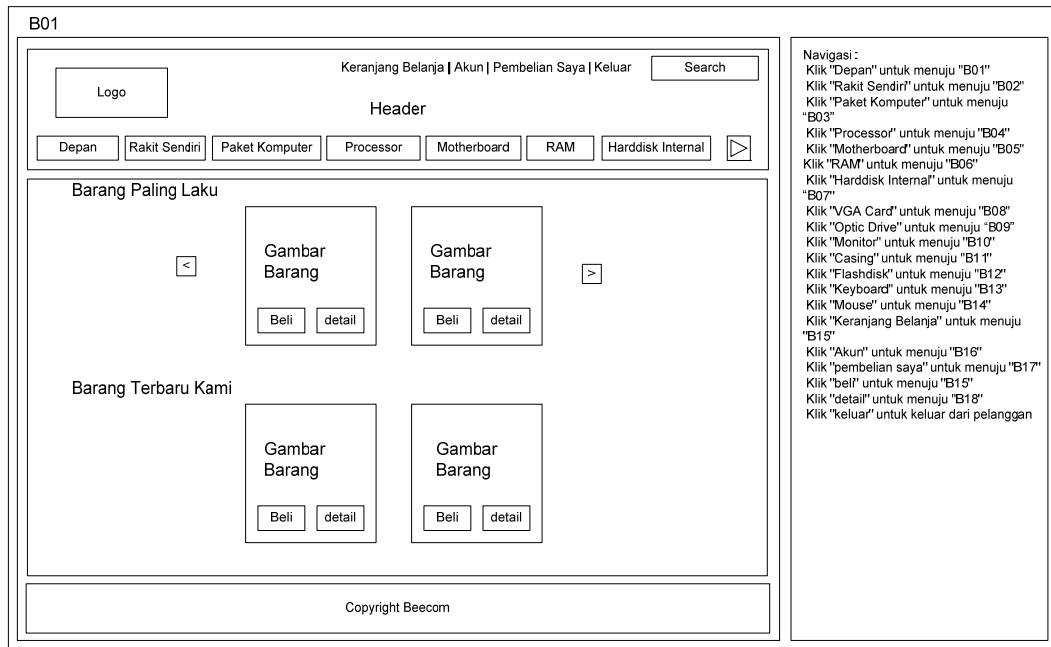 B01
Keranjang Belanja | Akun | Pembelian Saya | Keluar
Search
Logo
Header
Depan
Rakit Sendiri
Paket Komputer
Processor
Motherboard
RAM
Harddisk Internal
Barang Paling Laku
<
Gambar
Barang
Beli
detail
Gambar
Barang
Beli
detail
>
Barang Terbaru Kami
Gambar
Barang
Beli
detail
Gambar
Barang
Beli
detail
Copyright Beecom
Navigasi :
Klik "Depan" untuk menuju "B01"
Klik "Rakit Sendiri" untuk menuju "B02"
Klik "Paket Komputer" untuk menuju
“B03”
Klik "Processor" untuk menuju "B04"
Klik "Motherboard" untuk menuju "B05"
Klik "RAM" untuk menuju "B06"
Klik "Harddisk Internal" untuk menuju
“B07”
Klik "VGA Card" untuk menuju "B08"
Klik "Optic Drive" untuk menuju “B09”
Klik "Monitor" untuk menuju "B10"
Klik "Casing" untuk menuju "B11"
Klik "Flashdisk" untuk menuju "B12"
Klik "Keyboard" untuk menuju "B13"
Klik "Mouse" untuk menuju "B14"
Klik "Keranjang Belanja" untuk menuju
"B15"
Klik "Akun" untuk menuju "B16"
Klik "pembelian saya" untuk menuju "B17"
Klik "beli" untuk menuju "B15"
Klik "detail" untuk menuju "B18"
Klik "keluar" untuk keluar dari pelanggan